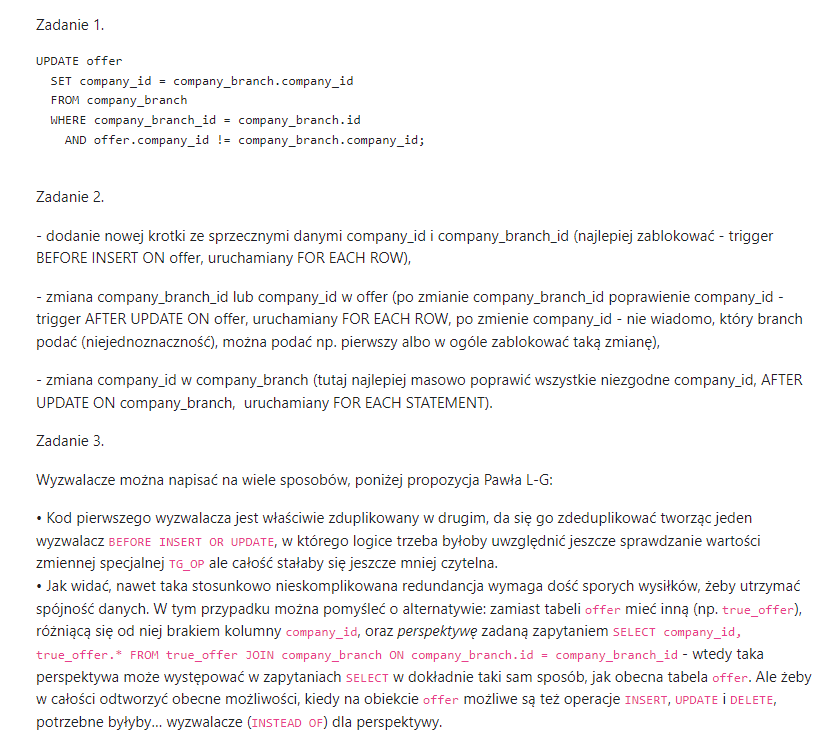 Zadanie 1.
UPDATE offer
SET company_id = company_branch.company_id
FROM company_branch
WHERE company_branch_id = company_branch.id
AND offer.company_id != company_branch.company_id;
Zadanie 2.
- dodanie nowej krotki ze sprzecznymi danymi company_id i company_branch_id (najlepiej zablokować - trigger
BEFORE INSERT ON offer, uruchamiany FOR EACH ROW),
- zmiana company_branch_id lub company_id w offer (po zmianie company_branch_id poprawienie company_id -
trigger AFTER UPDATE ON offer, uruchamiany FOR EACH ROW, po zmienie company_id - nie wiadomo, który branch
podać (niejednoznaczność), można podać np. pierwszy albo w ogóle zablokować taką zmianę),
- zmiana company_id w company_branch (tutaj najlepiej masowo poprawić wszystkie niezgodne company_id, AFTER
UPDATE ON company_branch, uruchamiany FOR EACH STATEMENT).
Zadanie 3.
Wyzwalacze można napisać na wiele sposobów, poniżej propozycja Pawła L-G:
• Kod pierwszego wyzwalacza jest właściwie zduplikowany w drugim, da się go zdeduplikować tworząc jeden
wyzwalacz BEFORE INSERT OR UPDATE, w którego logice trzeba byłoby uwzględnić jeszcze sprawdzanie wartości
zmiennej specjalnej TG_OP ale całość stałaby się jeszcze mniej czytelna.
• Jak widać, nawet taka stosunkowo nieskomplikowana redundancja wymaga dość sporych wysiłków, żeby utrzymać
spójność danych. W tym przypadku można pomyśleć o alternatywie: zamiast tabeli offer mieć inną (np. true_offer),
różniącą się od niej brakiem kolumny company_id, oraz perspektywę zadaną zapytaniem SELECT company_id,
true_offer.* FROM true_offer JOIN company_branch ON company_branch.id = company_branch_id - wtedy taka
perspektywa może występować w zapytaniach SELECT w dokładnie taki sam sposób, jak obecna tabela offer. Ale żeby
w całości odtworzyć obecne możliwości, kiedy na obiekcie offer możliwe są też operacje INSERT, UPDATE i DELETE,
potrzebne byłyby... wyzwalacze (INSTEAD OF) dla perspektywy.